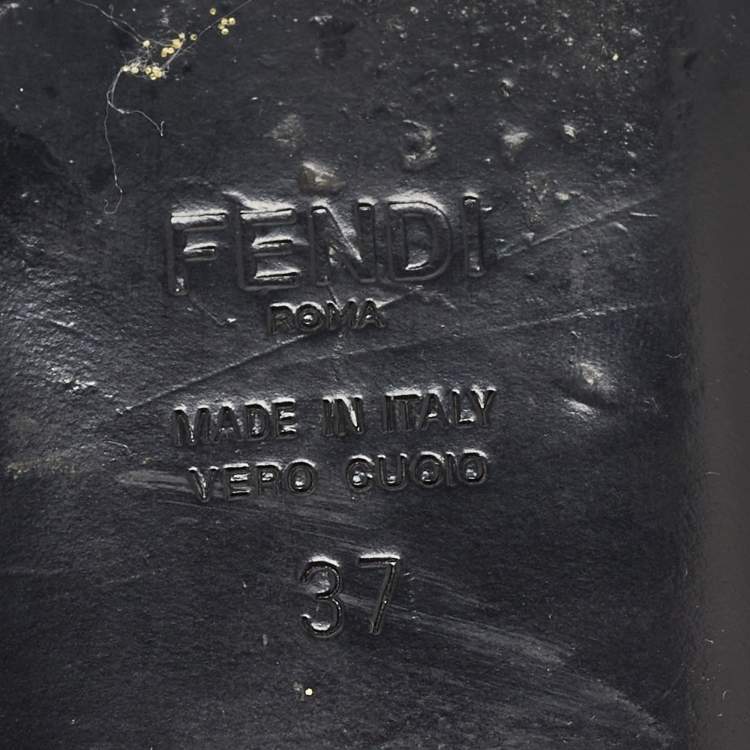 FENDI
ROMA
MADE IN ITALY
VERO CUOIO
37